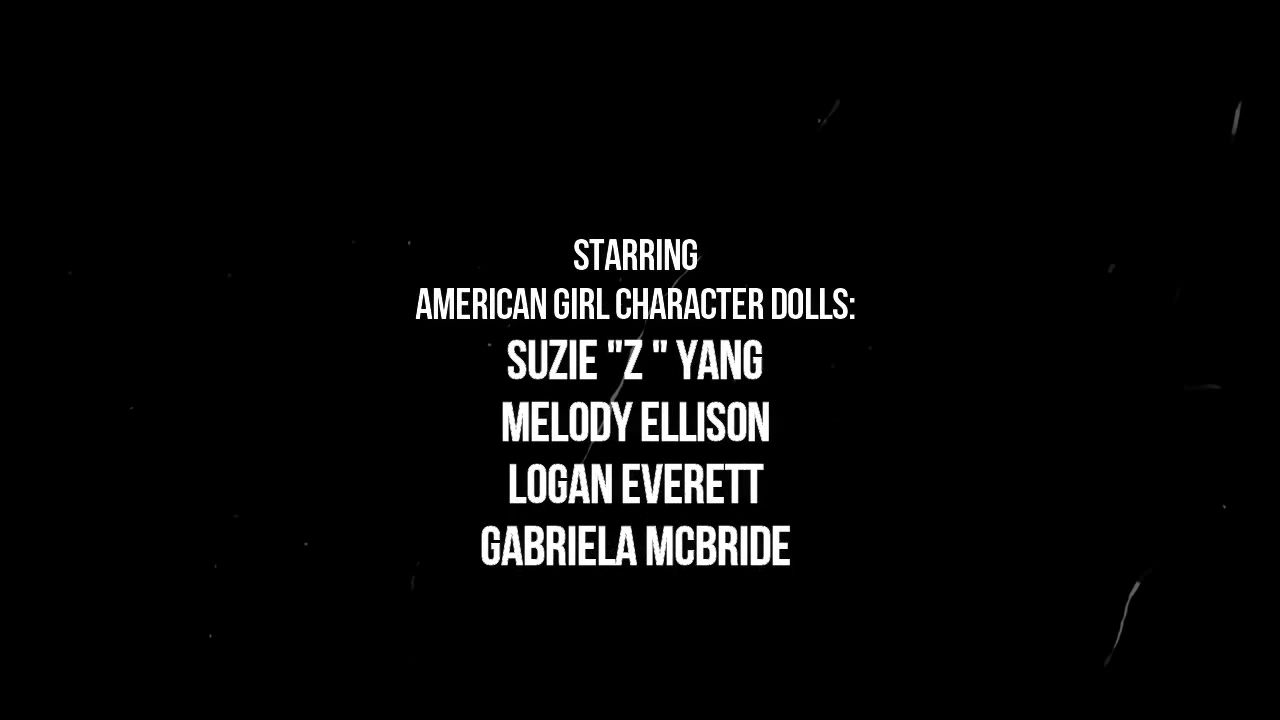 STARRING
AMERICAN GIRL CHARACTER DOLLS:
SUZIE "Z " YANG
MELODY ELLISON
LOGAN EVERETT
GABRIELA MCBRIDE